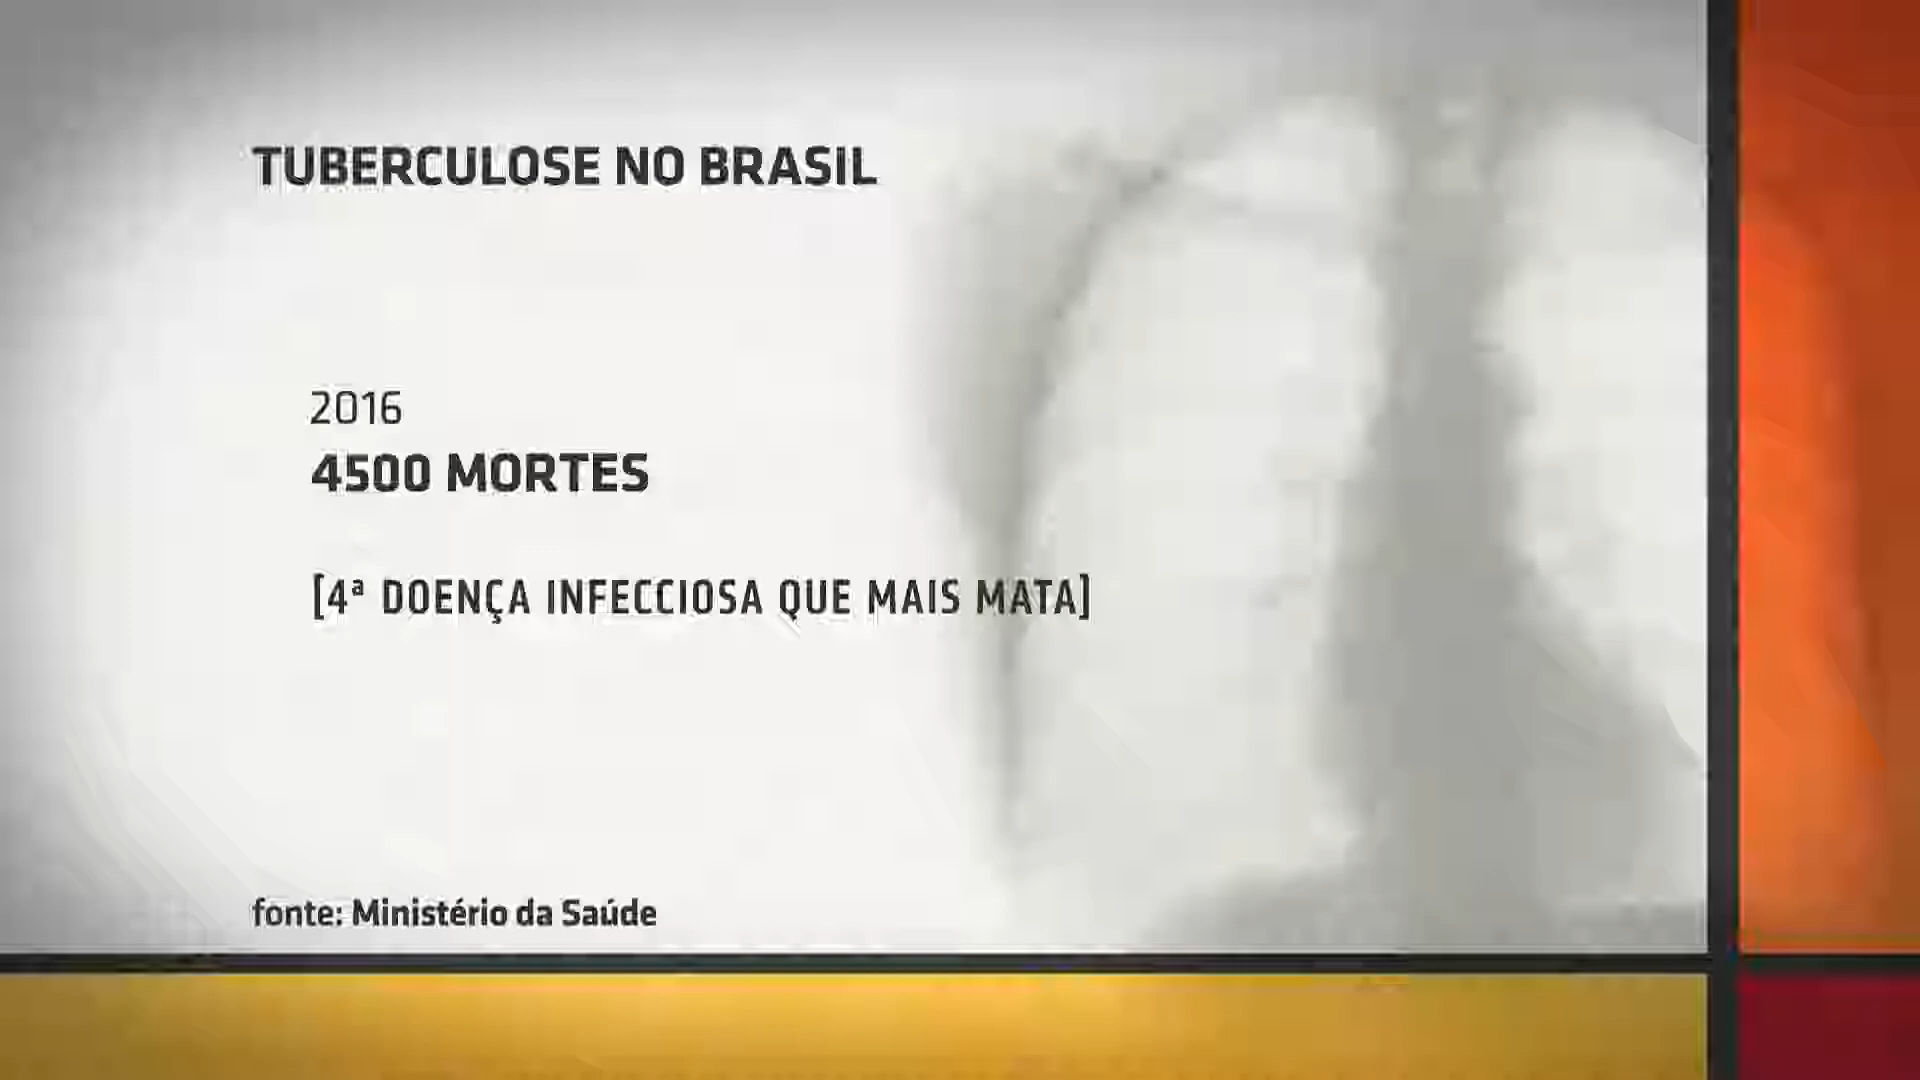 TUBERCULOSE NO BRASIL
2016
4500 MORTES
[4ª DOENÇA INFECCIOSA QUE MAIS MATA]
fonte: Ministério da Saúde